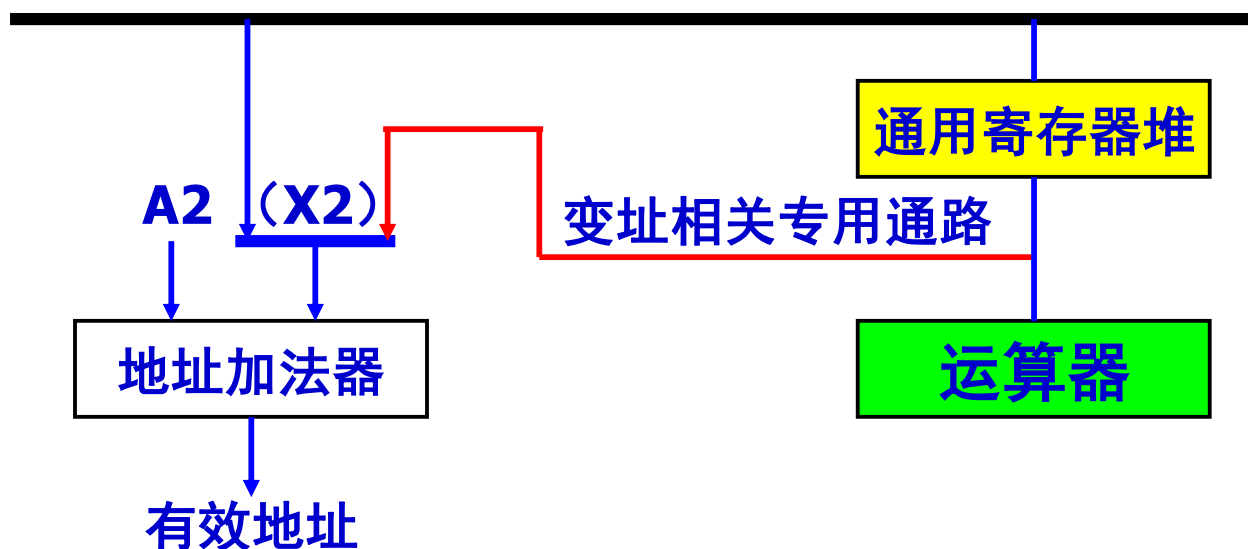 通用寄存器堆
A2 （X2）
变址相关专用通路
地址加法器
运算器
有效地址